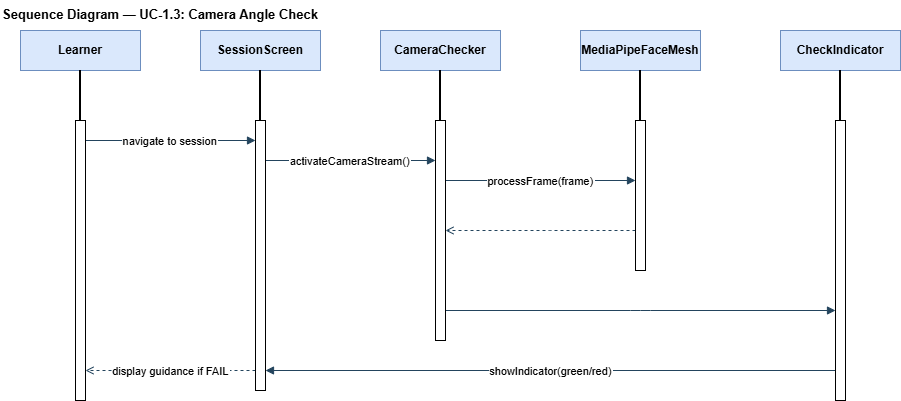 Sequence Diagram — UC-1.3: Camera Angle Check
Learner
SessionScreen
CameraChecker
MediaPipeFaceMesh
CheckIndicator
navigate to session
activateCameraStream()
processFrame(frame)
display guidance if FAIL
showIndicator(green/red)